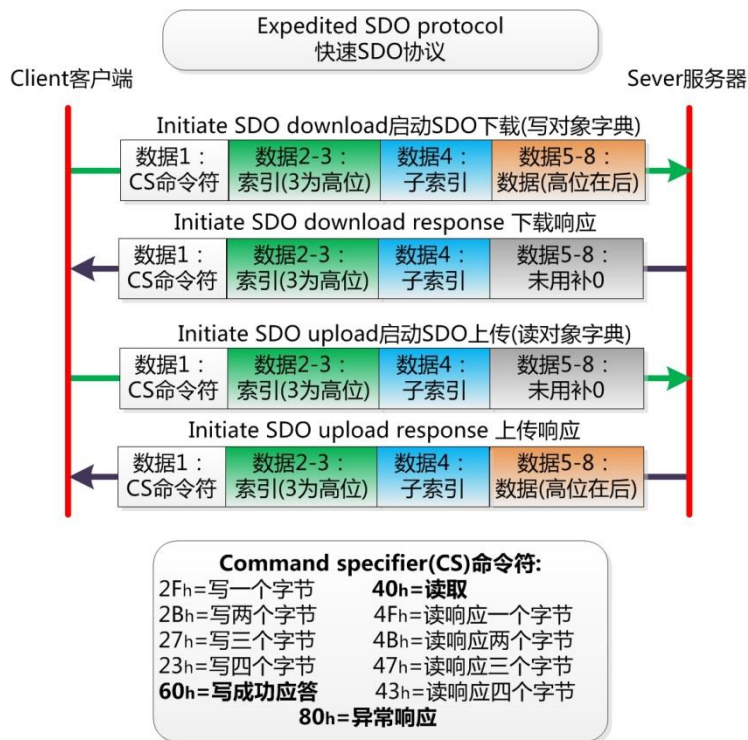 Expedited SDO protocol
快速SDO协议
Client客户端
Sever服务器
Initiate SDO download启动SDO下载(写对象字典)
数据1： 数据2-3： 数据4： 数据5-8：
CS命令符 索引(3为高位) 子索引 数据(高位在后)
Initiate SDO download response 下载响应
数据1： 数据2-3： 数据4： 数据5-8：
CS命令符 索引(3为高位) 子索引 未用补0
Initiate SDO upload启动SDO上传(读对象字典)
数据1： 数据2-3： 数据4： 数据5-8：
CS命令符 索引(3为高位) 子索引 未用补0
Initiate SDO upload response 上传响应
数据1： 数据2-3： 数据4： 数据5-8：
CS命令符 索引(3为高位) 子索引 数据(高位在后)
Command specifier(CS)命令符:
2Fh=写一个字节 40h=读取
2Bh=写两个字节 4Fh=读响应一个字节
27h=写三个字节 4Bh=读响应两个字节
23h=写四个字节 47h=读响应三个字节
60h=写成功应答 43h=读响应四个字节
80h=异常响应